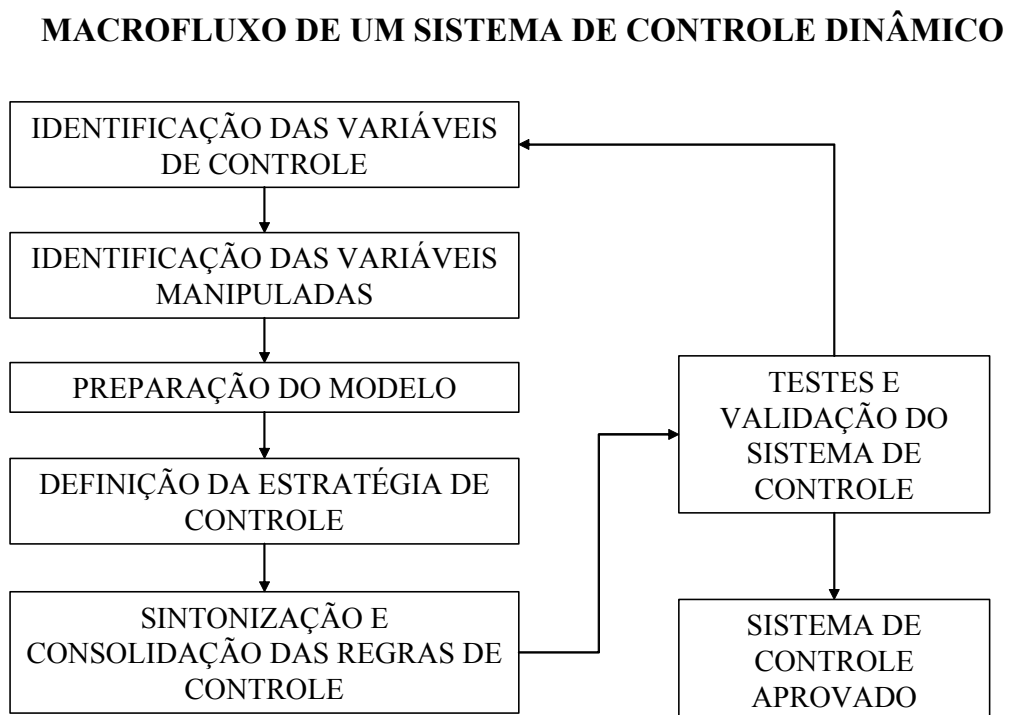 MACROFLUXO DE UM SISTEMA DE CONTROLE DINÂMICO
IDENTIFICAÇÃO DAS VARIÁVEIS
DE CONTROLE
IDENTIFICAÇÃO DAS VARIÁVEIS
MANIPULADAS
PREPARAÇÃO DO MODELO
DEFINIÇÃO DA ESTRATÉGIA DE
CONTROLE
SINTONIZAÇÃO E
CONSOLIDAÇÃO DAS REGRAS DE
CONTROLE
TESTES E
VALIDAÇÃO DO
SISTEMA DE
CONTROLE
SISTEMA DE
CONTROLE
APROVADO